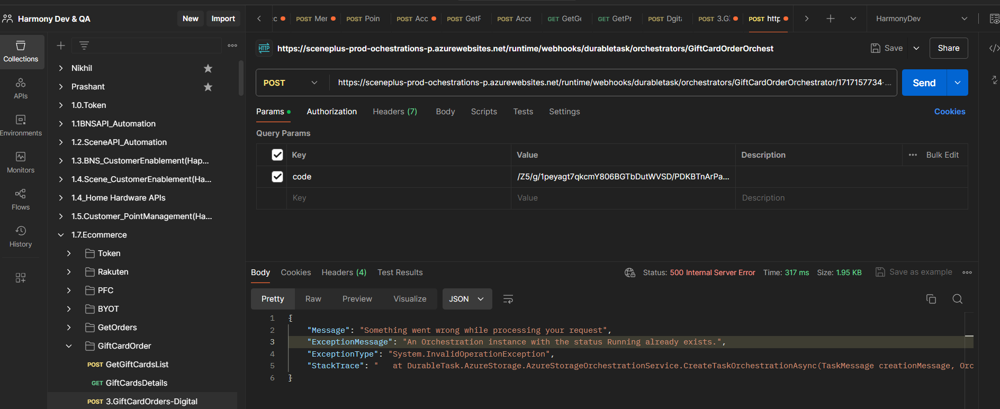 Harmony Dev & QA
New
Import
POST Mer
POST Poin
POST Acc
POST GetF
POST Acce
GET GetGe
GET GetPr
POST Dgita
POST 3.Gi
POST http
HarmonyDev
Collections
APIs
Environments
Monitors
Flows
History
Nikhil
Prashant
1.0.Token
1.1BNSAPI_Automation
1.2.SceneAPI_Automation
1.3.BNS_CustomerEnablement(Hap...
1.4.Scene_CustomerEnablement(Ha...
1.4_Home Hardware APIs
1.5.Customer_PointManagement(Ha...
1.7.Ecommerce
Token
Rakuten
PFC
BYOT
GetOrders
GiftCardOrder
POST GetGiftCardsList
GET GiftCardsDetails
POST 3.GiftCardOrders-Digital
HTTP https://sceneplus-prod-ochestrations-p.azurewebsites.net/runtime/webhooks/durabletask/orchestrators/GiftCardOrderOrchest
Save
Share
POST
https://sceneplus-prod-ochestrations-p.azurewebsites.net/runtime/webhooks/durabletask/orchestrators/GiftCardOrderOrchestrator/1717157734-...
Send
Params
Authorization
Headers (7)
Body
Scripts
Tests
Settings
Cookies
Query Params
Key
Value
Description
Bulk Edit
code
/Z5/g/1peyagt7qkcmY806BGTbDutWVSD/PDKBTnArPa...
Key
Value
Description
Body
Cookies
Headers (4)
Test Results
Status: 500 Internal Server Error
Time: 317 ms
Size: 1.95 KB
Save as example
Pretty
Raw
Preview
Visualize
JSON
1 {
2 "Message": "Something went wrong while processing your request",
3 "ExceptionMessage": "An Orchestration instance with the status Running already exists.",
4 "ExceptionType": "System.InvalidOperationException",
5 "StackTrace": "   at DurableTask.AzureStorage.AzureStorageOrchestrationService.CreateTaskOrchestrationAsync(TaskMessage creationMessage, Orc
6 }